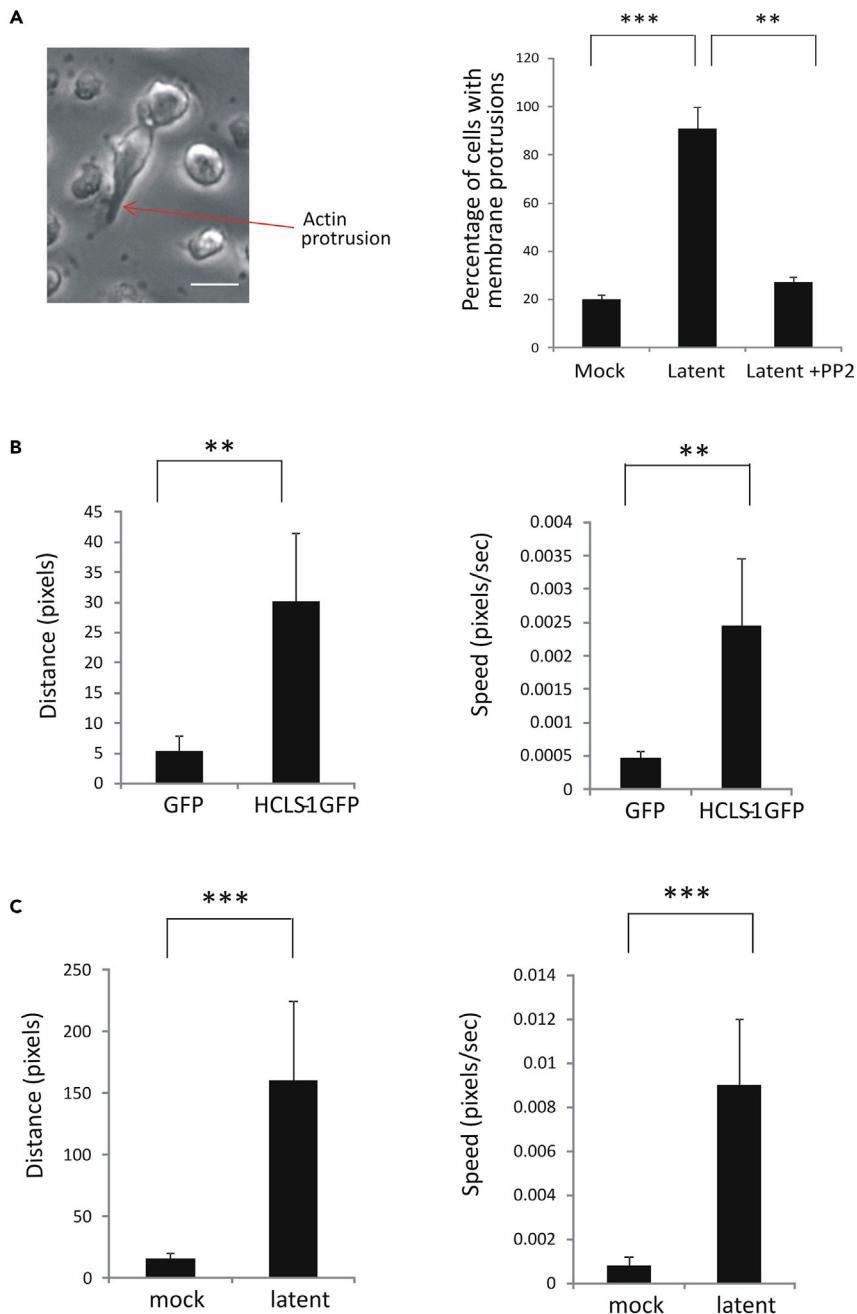 A
Actin
protrusion
*** **
Percentage of cells with
membrane protrusions
120
100
80
60
40
20
0
Mock Latent Latent +PP2
B
**
Distance (pixels)
45
40
35
30
25
20
15
10
5
0
GFP HCLS-1GFP
**
Speed (pixels/sec)
0.004
0.0035
0.003
0.0025
0.002
0.0015
0.001
0.0005
0
GFP HCLS-1GFP
C
***
Distance (pixels)
250
200
150
100
50
0
mock latent
***
Speed (pixels/sec)
0.014
0.012
0.01
0.008
0.006
0.004
0.002
0
mock latent